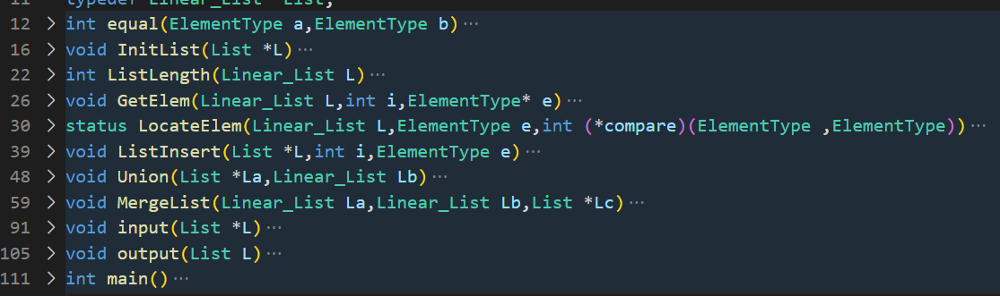 11 typedef Linear_List *List;
12 > int equal(ElementType a,ElementType b)···
16 > void InitList(List *L)···
22 > int ListLength(Linear_List L)···
26 > void GetElem(Linear_List L,int i,ElementType* e)···
30 > status LocateElem(Linear_List L,ElementType e,int (*compare)(ElementType ,ElementType))···
39 > void ListInsert(List *L,int i,ElementType e)···
48 > void Union(List *La,Linear_List Lb)···
59 > void MergeList(Linear_List La,Linear_List Lb,List *Lc)···
91 > void input(List *L)···
105 > void output(List L)···
111 > int main()···